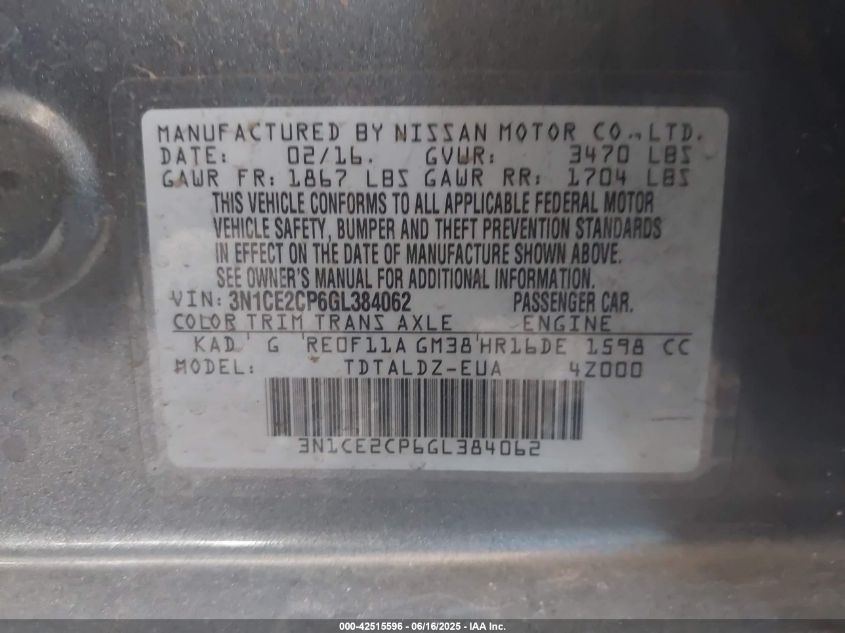 MANUFACTURED BY NISSAN MOTOR CO., LTD.
DATE: 02/16. GVWR: 3470 LBS
GAWR FR: 1867 LBS GAWR RR: 1704 LBS
THIS VEHICLE CONFORMS TO ALL APPLICABLE FEDERAL MOTOR
VEHICLE SAFETY, BUMPER AND THEFT PREVENTION STANDARDS
IN EFFECT ON THE DATE OF MANUFACTURE SHOWN ABOVE.
SEE OWNER'S MANUAL FOR ADDITIONAL INFORMATION.
VIN: 3N1CE2CP6GL384062 PASSENGER CAR.
COLOR TRIM TRANS AXLE ENGINE
KAD G RE0F11A GM38 HR16DE 1598 CC
MODEL: TDTALDZ-EUA 4Z000
3N1CE2CP6GL384062
000-42515596 - 06/16/2025 - IAA Inc.